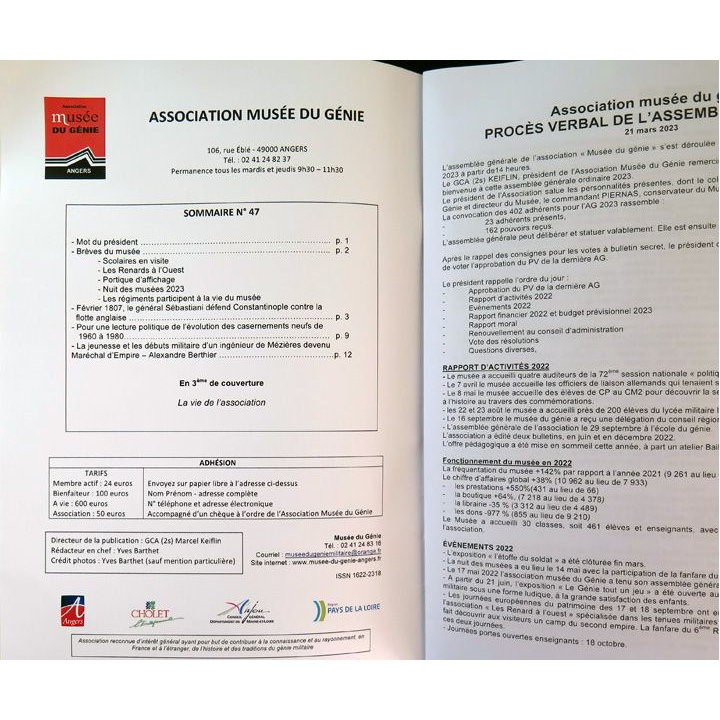 Association
musée
DU GÉNIE
ANGERS
ASSOCIATION MUSÉE DU GÉNIE
106, rue Éblé - 49000 ANGERS
Tél. : 02 41 24 82 37
Permanence tous les mardis et jeudis 9h30 – 11h30
SOMMAIRE N° 47
- Mot du président ........ p. 1
- Brèves du musée ........ p. 2
- Scolaires en visite
- Les Renards à l'Ouest
- Portique d'affichage
- Nuit des musées 2023
- Les régiments participent à la vie du musée
- Février 1807, le général Sébastiani défend Constantinople contre la
flotte anglaise ........ p. 3
- Pour une lecture politique de l'évolution des casernements neufs de
1960 à 1980 ........ p. 9
- La jeunesse et les débuts militaire d'un ingénieur de Mézières devenu
Maréchal d'Empire – Alexandre Berthier ........ p. 12
En 3ème de couverture
La vie de l'association
ADHÉSION
TARIFS
Membre actif : 24 euros
Bienfaiteur : 100 euros
A vie : 600 euros
Association : 50 euros
Envoyez sur papier libre à l'adresse ci-dessus
Nom Prénom - adresse complète
N° téléphone et adresse électronique
Accompagné d'un chèque à l'ordre de l'Association Musée du Génie
Directeur de la publication : GCA (2s) Marcel Keiflin
Rédacteur en chef : Yves Barthet
Crédit photos : Yves Barthet (sauf mention particulière)
Musée du Génie
Tél. : 02 41 24 83 16
Courriel : museedugeniemilitaire@orange.fr
Site internet : www.musee-du-genie-angers.fr
ISSN 1622-2318
Angers
CHOLET
Anjou
CONSEIL GÉNÉRAL
DÉPARTEMENT DE MAINE-ET-LOIRE
PAYS DE LA LOIRE
Association reconnue d'intérêt général ayant pour but de contribuer à la connaissance et au rayonnement, en
France et à l'étranger, de l'histoire et des traditions du génie militaire.
Association musée du g
PROCÈS VERBAL DE L'ASSEMB
21 mars 2023
L'assemblée générale de l'association « Musée du génie » s'est déroulée
2023 à partir de14 heures.
Le GCA (2s) KEIFLIN, président de l'Association Musée du Génie remerci
bienvenue à cette assemblée générale ordinaire 2023.
Le président de l'Association salue les personnalités présentes, dont le col
Génie et directeur du Musée, le commandant PIERNAS, conservateur du Mu
La convocation des 402 adhérents pour l'AG 2023 rassemble :
- 23 adhérents présents,
- 162 pouvoirs reçus.
L'assemblée générale peut délibérer et statuer valablement. Elle est ensuite
Après le rappel des consignes pour les votes à bulletin secret, le président d
de voter l'approbation du PV de la dernière AG.
Le président rappelle l'ordre du jour :
- Approbation du PV de la dernière AG
- Rapport d'activités 2022
- Evénements 2022
- Rapport financier 2022 et budget prévisionnel 2023
- Rapport moral
- Renouvellement au conseil d'administration
- Vote des résolutions
- Questions diverses,
RAPPORT D'ACTIVITÉS 2022
- Le musée a accueilli quatre auditeurs de la 72ème session nationale « politiq
- Le 7 avril le musée accueille les officiers de liaison allemands qui tenaient s
- Le 8 mai le musée accueille des élèves de CP au CM2 pour découvrir la se
à l'histoire au travers des commémorations.
- les 22 et 23 août le musée a accueilli près de 200 élèves du lycée militaire
- Le 16 septembre le musée du génie a reçu une délégation du conseil région
- L'assemblée générale de l'association le 29 septembre à l'école du génie.
L'association a édité deux bulletins, en juin et en décembre 2022.
L'offre pédagogique a été mise en sommeil cette année, à part un atelier Bail
Fonctionnement du musée en 2022
La fréquentation du musée +142% par rapport à l'année 2021 (9 261 au lieu
Le chiffre d'affaires global +38% (10 962 au lieu de 7 933)
- les prestations +550%(431 au lieu de 66)
- la boutique +64%, (7 218 au lieu de 4 378)
- la librairie -35 % (3 312 au lieu de 4 489)
- les dons -977 % (855 au lieu de 9 210)
Le Musée a accueilli 30 classes, soit 461 élèves et enseignants, avec
l'association.
ÉVÉNEMENTS 2022
- L'exposition « l'étoffe du soldat » a été clôturée fin mars.
- La nuit des musées a eu lieu le 14 mai avec la participation de la fanfare du
- Le 17 mai 2022 l'association musée du Génie a tenu son assemblée généra
- À partir du 21 juin, l'exposition « Le Génie tout un jeu » a été ouverte au
militaire sous une forme ludique, à la grande satisfaction des enfants.
- Les journées européennes du patrimoine des 17 et 18 septembre ont en
l'association « Les Renard à l'ouest » spécialisée dans les tenues militaires
fait découvrir aux visiteurs un camp du second empire. La fanfare du 6ème R
ces deux journées.
- Journées portes ouvertes enseignants : 18 octobre.